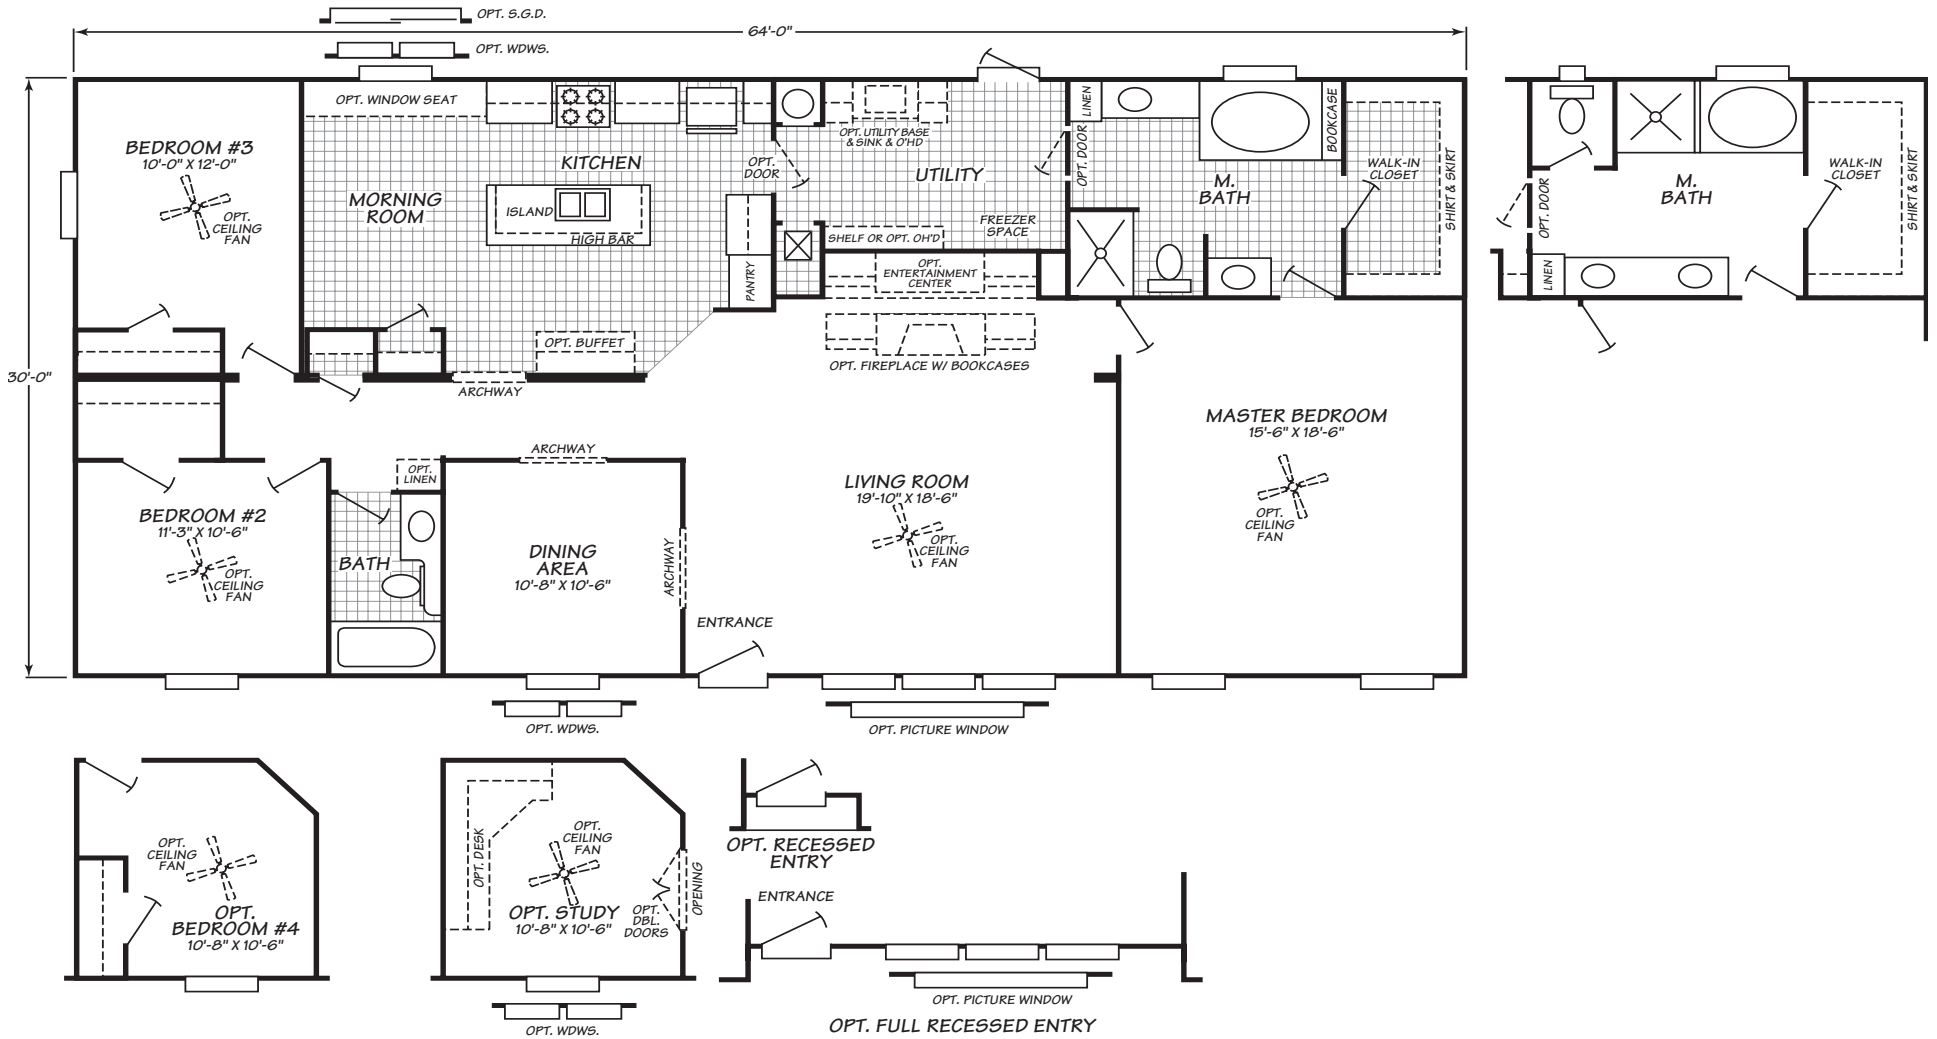 OPT. S.G.D.
64'-0"
OPT. WDWS.
30'-0"
BEDROOM #3
10'-0" X 12'-0"
OPT.
CEILING
FAN
OPT. WINDOW SEAT
KITCHEN
MORNING
ROOM
ISLAND
HIGH BAR
OPT.
DOOR
PANTRY
OPT. BUFFET
ARCHWAY
OPT. UTILITY BASE
& SINK & O'HD
UTILITY
FREEZER
SPACE
SHELF OR OPT. OH'D
OPT.
ENTERTAINMENT
CENTER
OPT. FIREPLACE W/ BOOKCASES
LINEN
OPT. DOOR
M.
BATH
BOOKCASE
WALK-IN
CLOSET
SHIRT & SKIRT
OPT. DOOR
LINEN
M.
BATH
WALK-IN
CLOSET
SHIRT & SKIRT
MASTER BEDROOM
15'-6" X 18'-6"
OPT.
CEILING
FAN
LIVING ROOM
19'-10" X 18'-6"
OPT.
CEILING
FAN
ARCHWAY
OPT.
LINEN
BEDROOM #2
11'-3" X 10'-6"
OPT.
CEILING
FAN
BATH
DINING
AREA
10'-8" X 10'-6"
ARCHWAY
ENTRANCE
OPT. WDWS.
OPT. PICTURE WINDOW
OPT.
CEILING
FAN
OPT.
BEDROOM #4
10'-8" X 10'-6"
OPT. DESK
OPT.
CEILING
FAN
OPT. STUDY
10'-8" X 10'-6"
OPT.
DBL.
DOORS
OPENING
OPT. WDWS.
OPT. RECESSED
ENTRY
ENTRANCE
OPT. PICTURE WINDOW
OPT. FULL RECESSED ENTRY